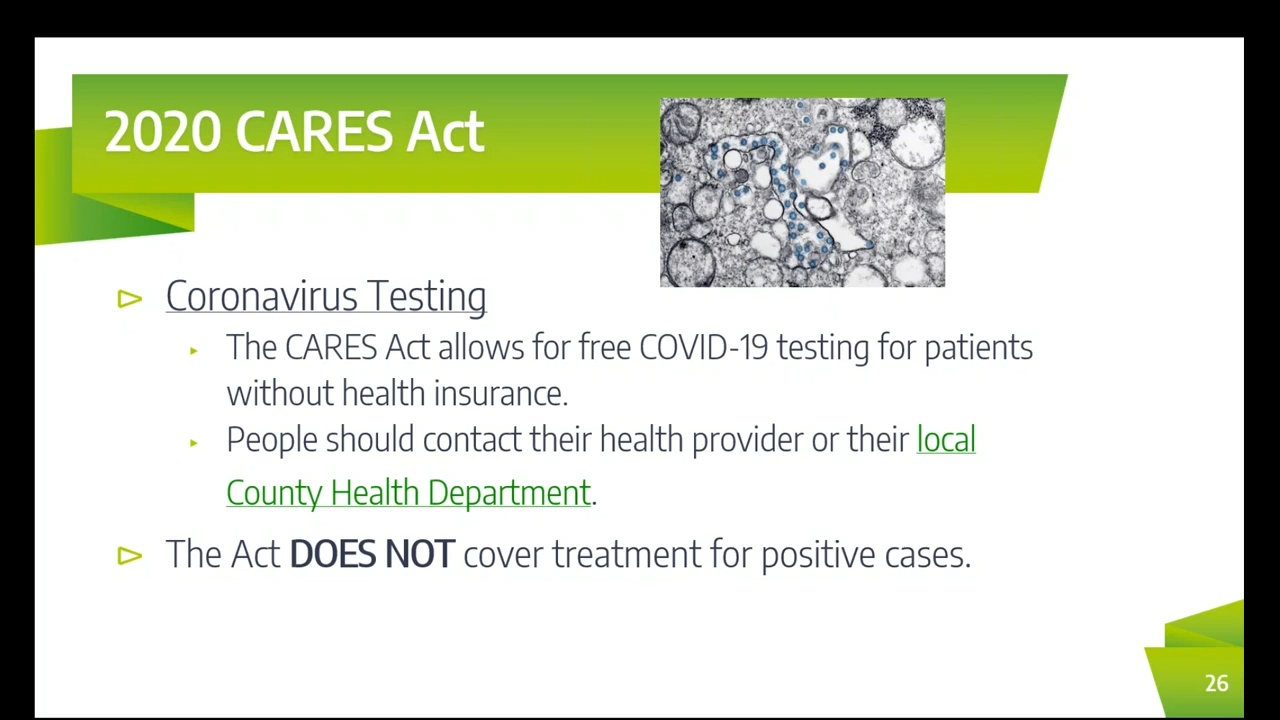 2020 CARES Act
Coronavirus Testing
The CARES Act allows for free COVID-19 testing for patients
without health insurance.
People should contact their health provider or their local
County Health Department.
The Act DOES NOT cover treatment for positive cases.
26